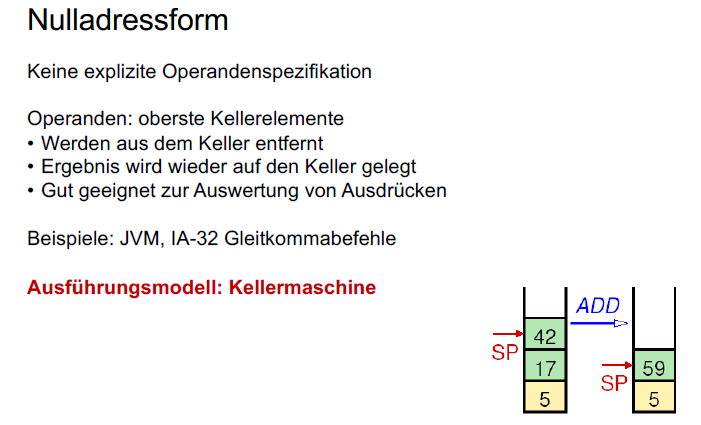 Nulladressform
Keine explizite Operandenspezifikation
Operanden: oberste Kellerelemente
• Werden aus dem Keller entfernt
• Ergebnis wird wieder auf den Keller gelegt
• Gut geeignet zur Auswertung von Ausdrücken
Beispiele: JVM, IA-32 Gleitkommabefehle
Ausführungsmodell: Kellermaschine
ADD
SP
42
17
5
SP
59
5